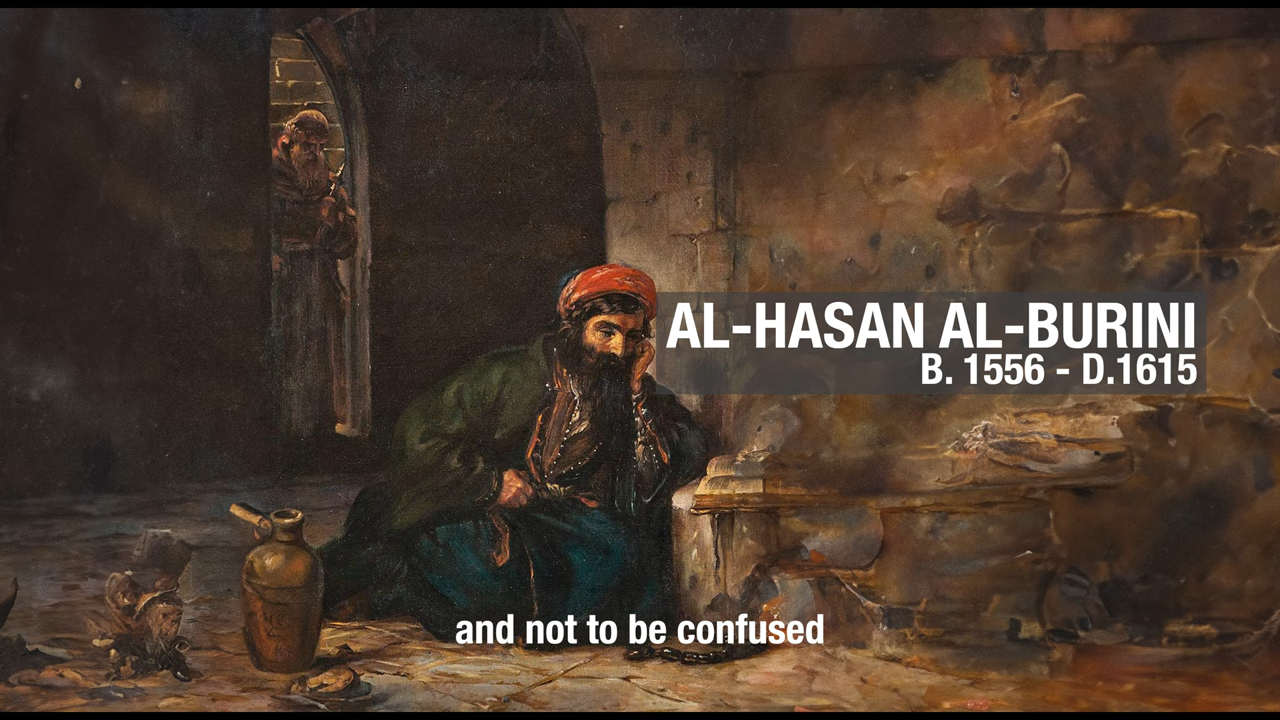 AL-HASAN AL-BURINI
B. 1556 - D.1615
and not to be confused